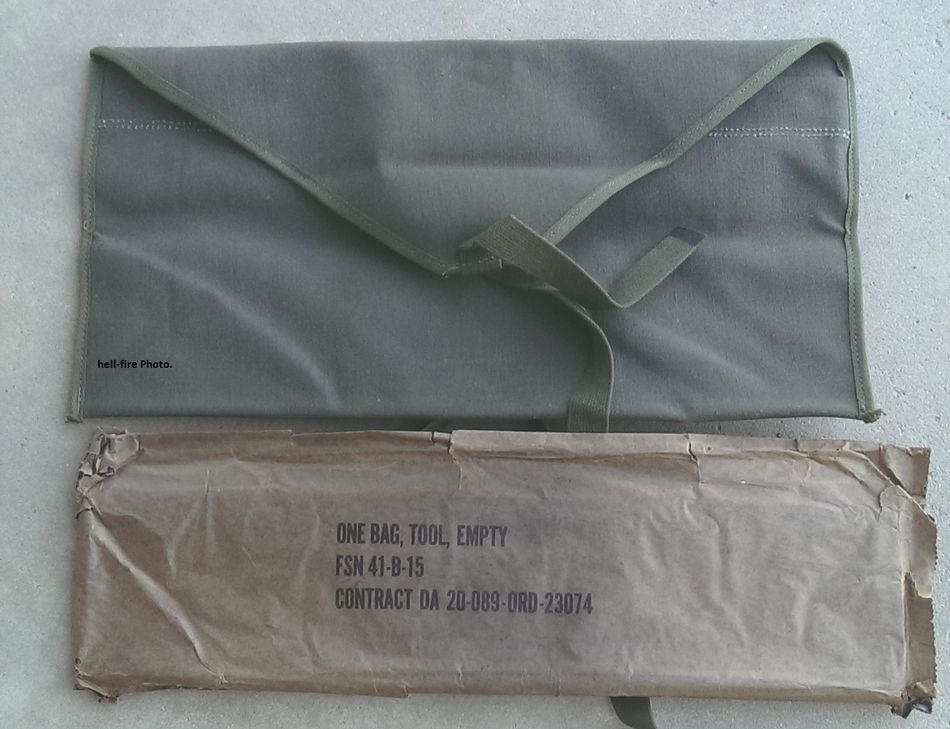 hell-fire Photo.
ONE BAG, TOOL, EMPTY
FSN 41-B-15
CONTRACT DA 20-089-ORD-23074